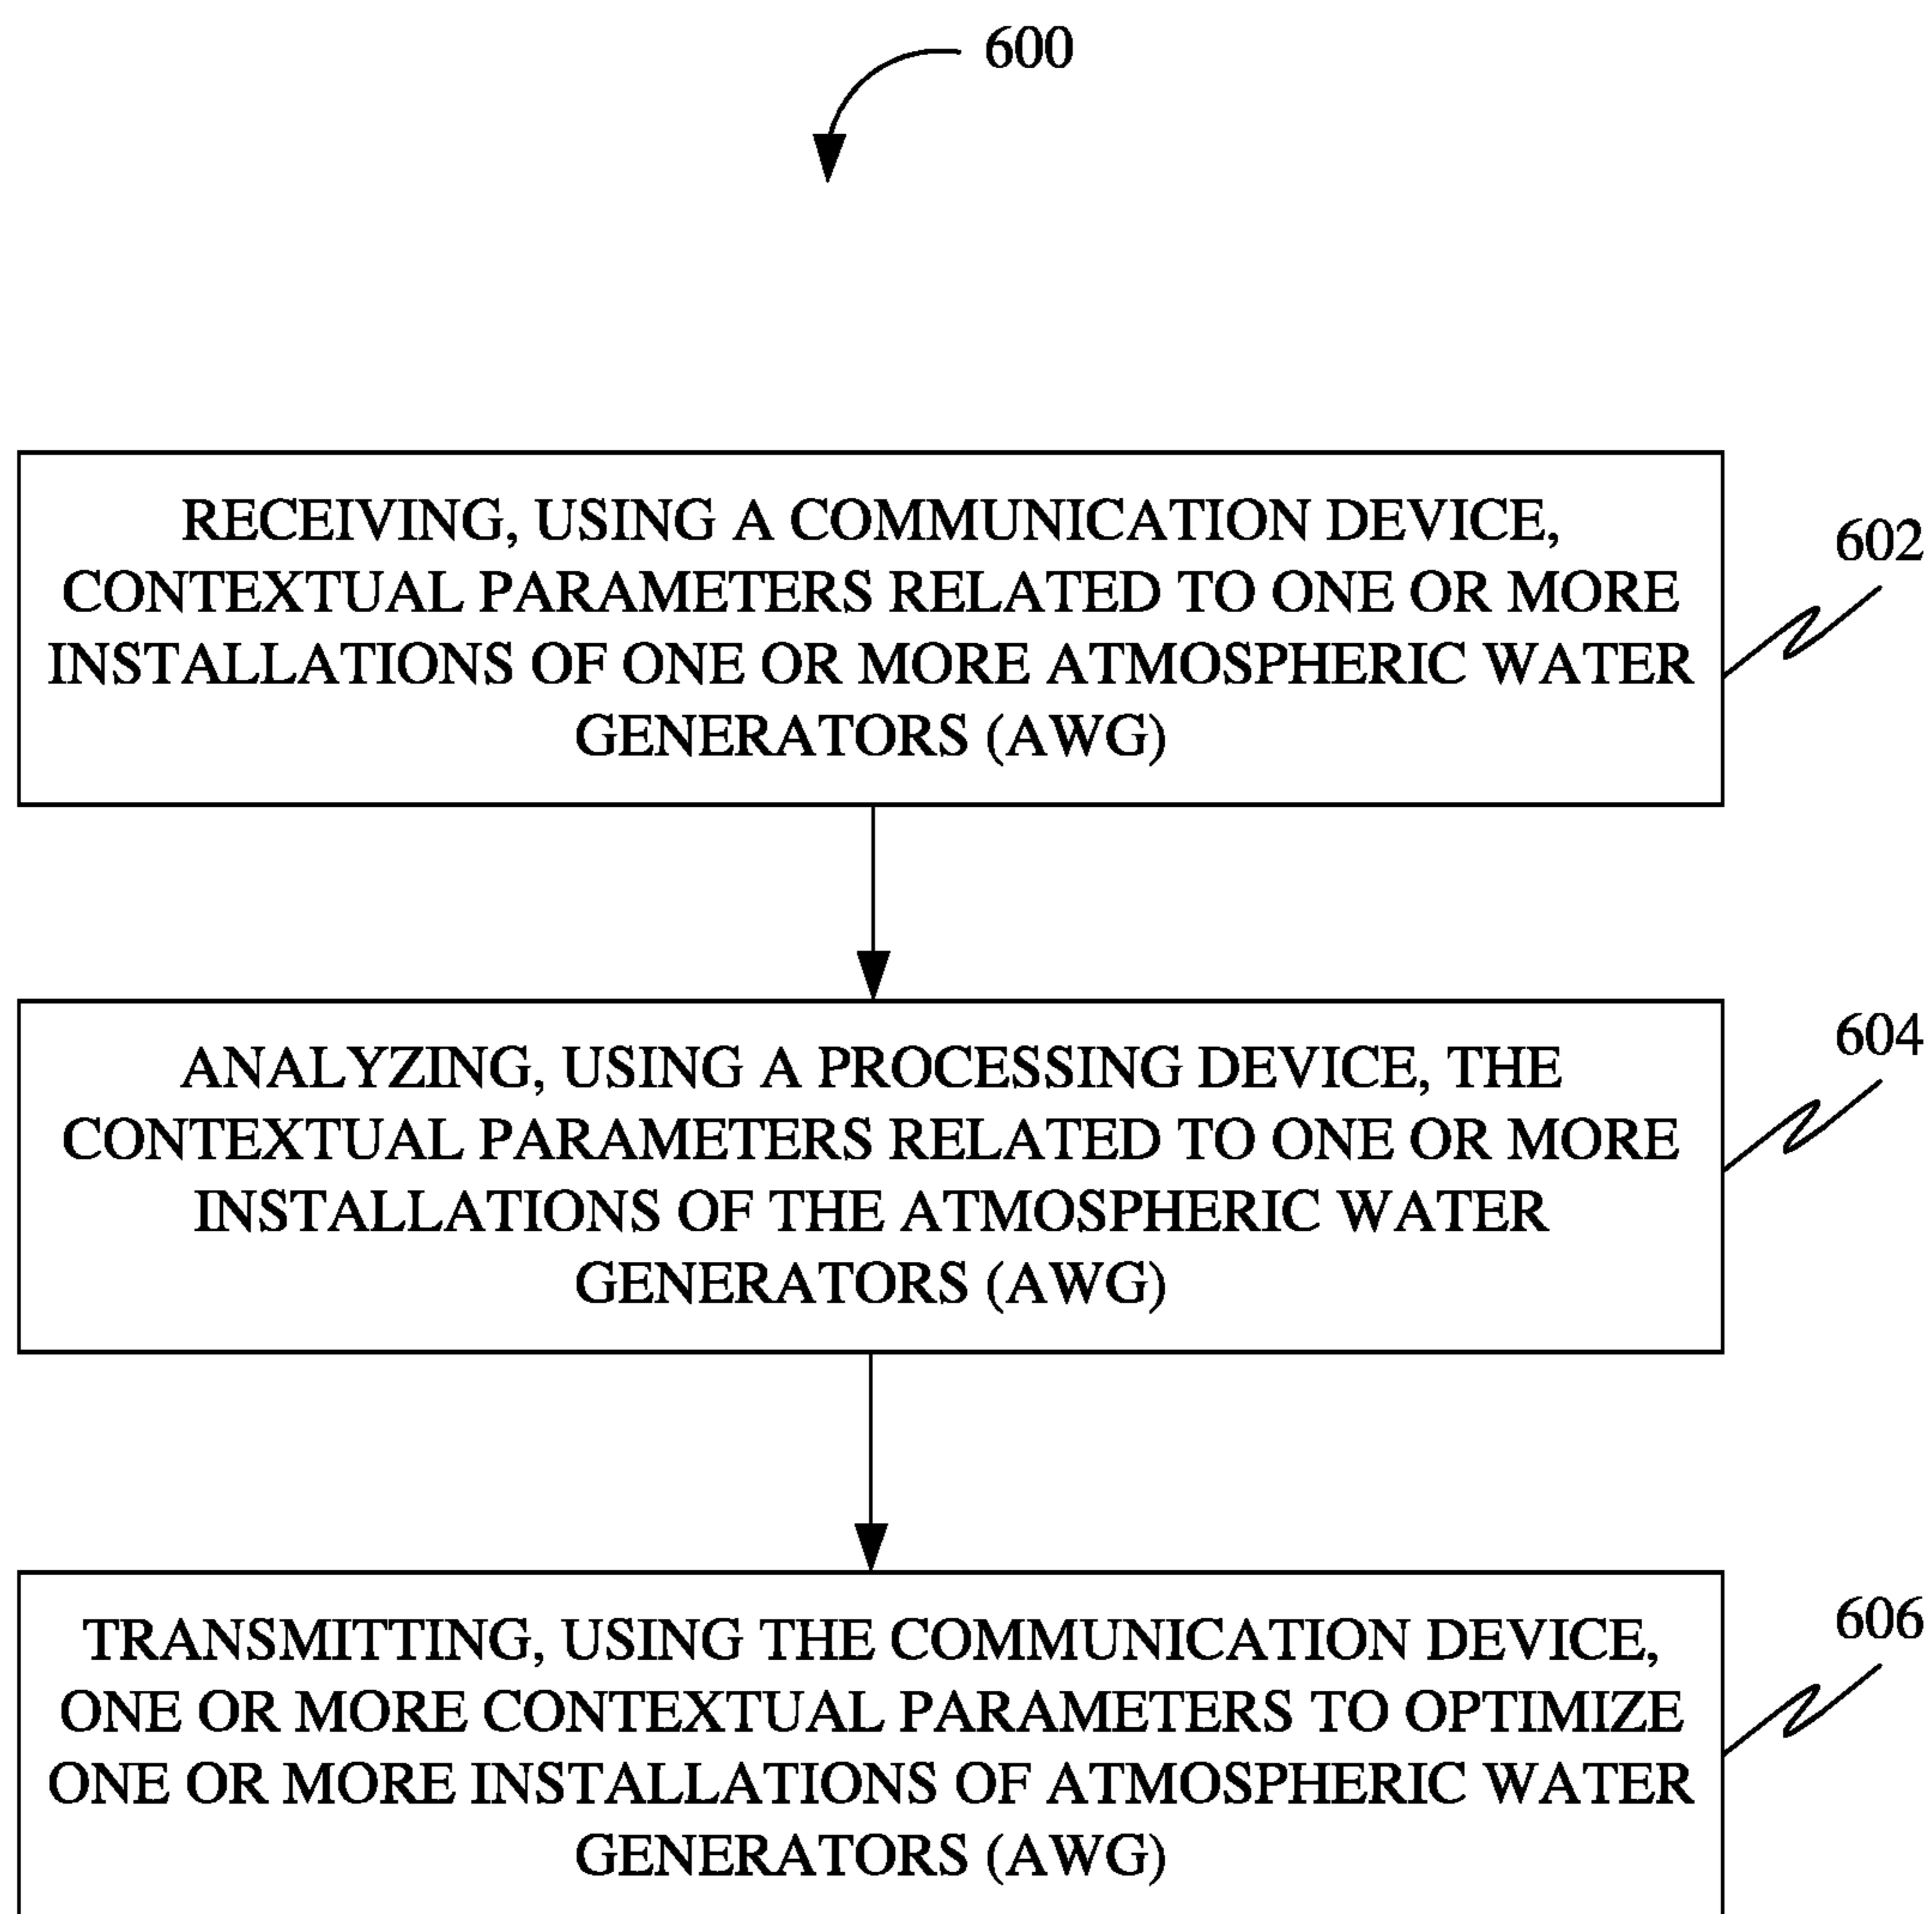 600
RECEIVING, USING A COMMUNICATION DEVICE,
CONTEXTUAL PARAMETERS RELATED TO ONE OR MORE
INSTALLATIONS OF ONE OR MORE ATMOSPHERIC WATER
GENERATORS (AWG)
602
ANALYZING, USING A PROCESSING DEVICE, THE
CONTEXTUAL PARAMETERS RELATED TO ONE OR MORE
INSTALLATIONS OF THE ATMOSPHERIC WATER
GENERATORS (AWG)
604
TRANSMITTING, USING THE COMMUNICATION DEVICE,
ONE OR MORE CONTEXTUAL PARAMETERS TO OPTIMIZE
ONE OR MORE INSTALLATIONS OF ATMOSPHERIC WATER
GENERATORS (AWG)
606